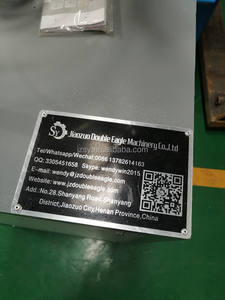 Jiaozuo Double Eagle Machinery Co.,Ltd
Tel/Whatsapp/Wechat:0086 13782614163
QQ: 3305451658 Skype: wendywin2015
E-mail: wendy@jzdoubleeagle.com
Website: www.jzdoubleeagle.com
Add.:No.28.Shanyang Road,Shanyang
District,Jiaozuo City,Henan Province,China